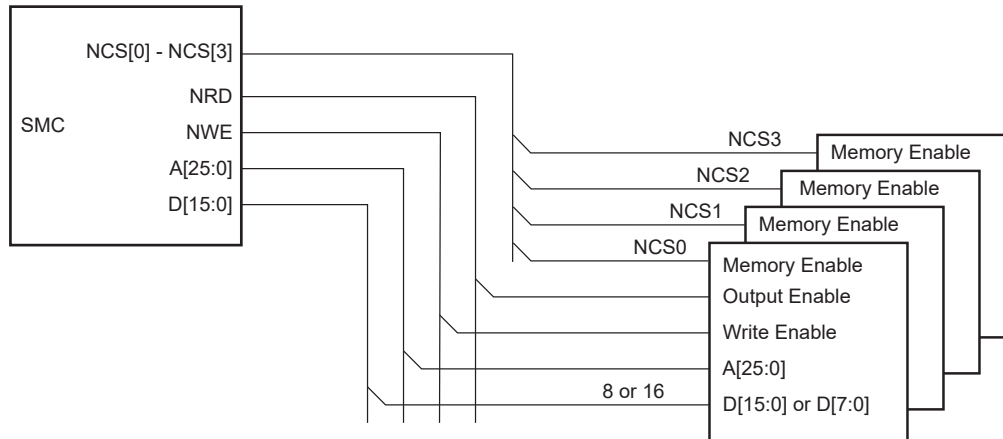 NCS[0] - NCS[3]
NRD
SMC
NWE
A[25:0]
D[15:0]
NCS3
Memory Enable
NCS2
Memory Enable
NCS1
Memory Enable
NCS0
Memory Enable
Output Enable
Write Enable
A[25:0]
8 or 16
D[15:0] or D[7:0]